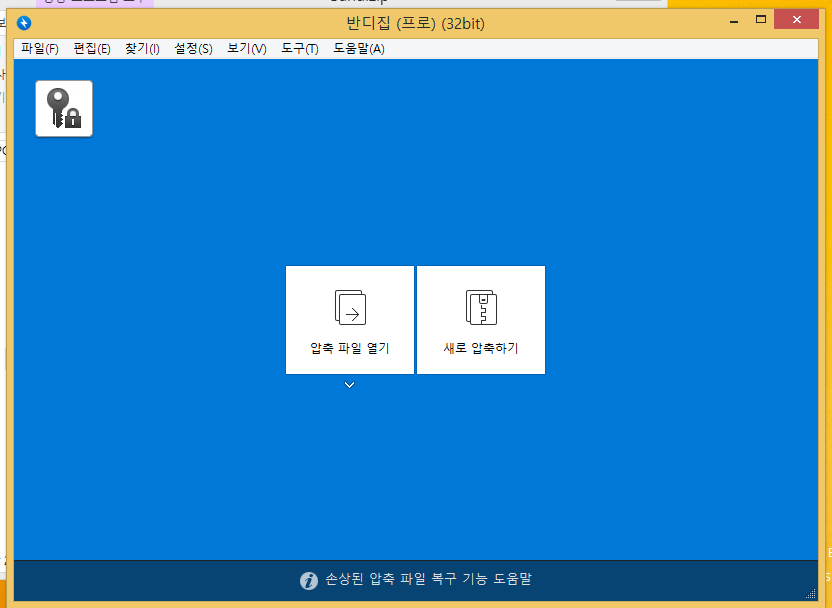 반디집 (프로) (32bit)
파일(F) 편집(E) 찾기(I) 설정(S) 보기(V) 도구(T) 도움말(A)
압축 파일 열기
새로 압축하기
손상된 압축 파일 복구 기능 도움말